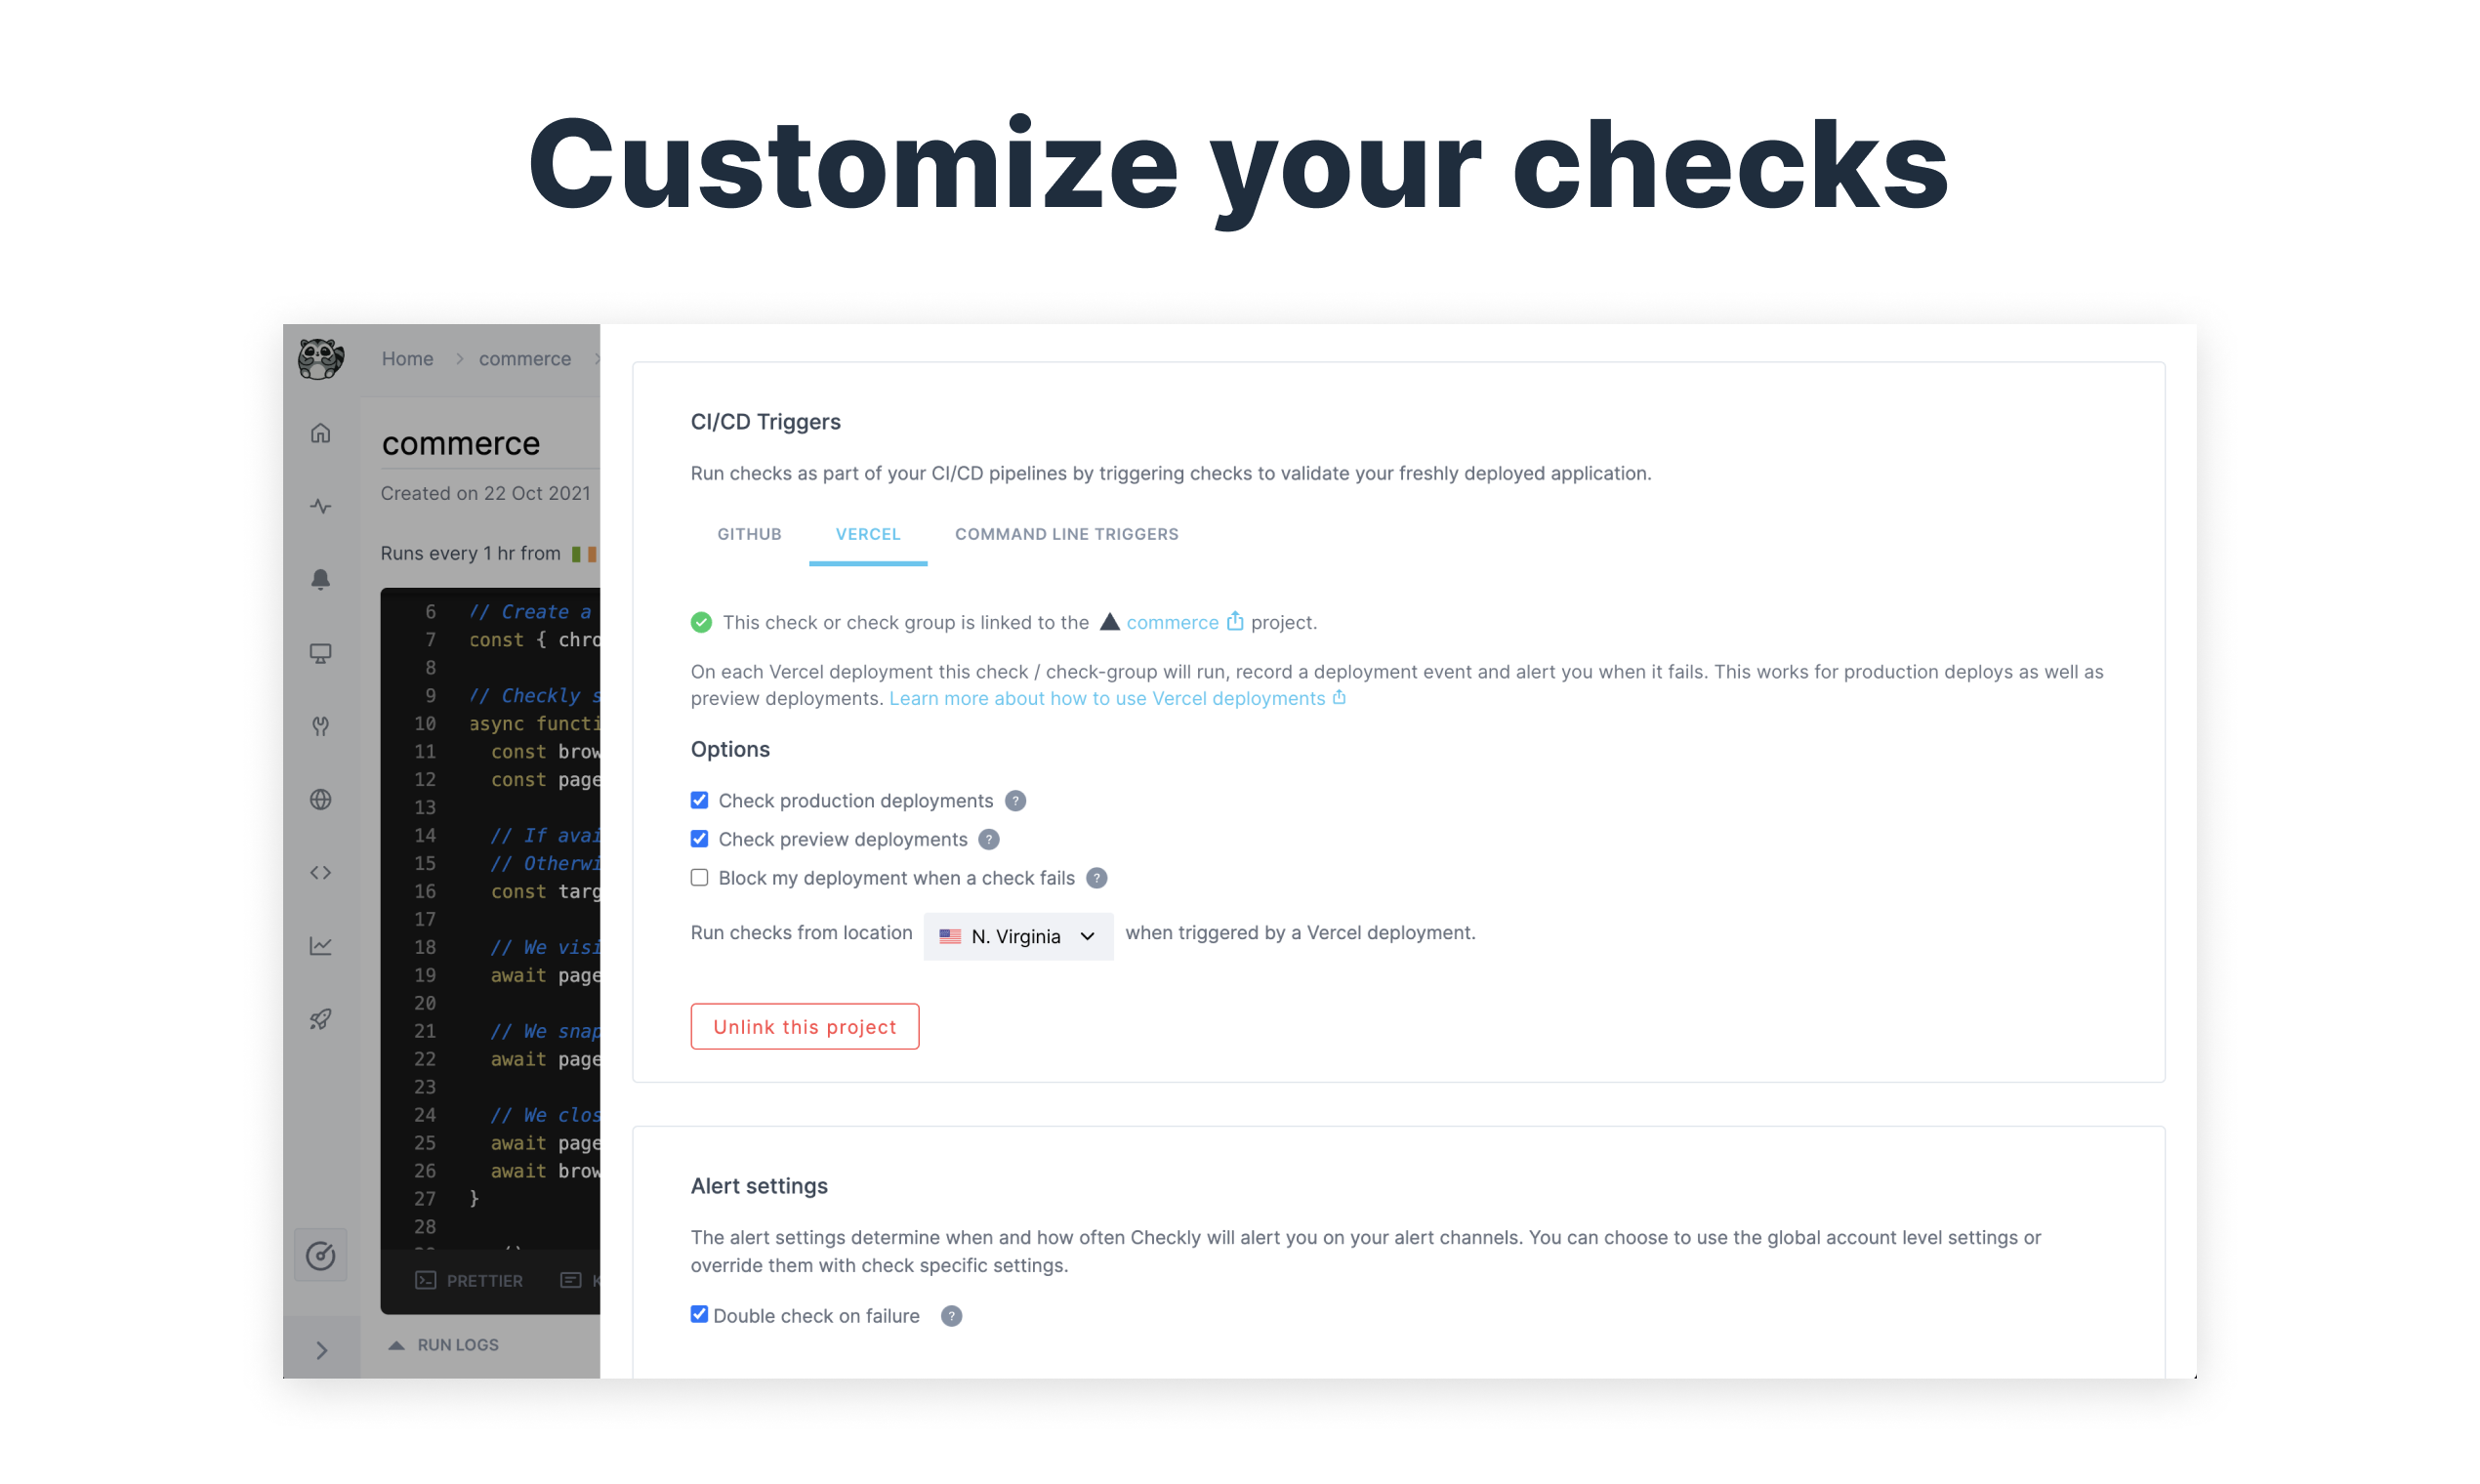 Customize your checks
Home > commerce >
commerce
Created on 22 Oct 2021
Runs every 1 hr from
6 // Create a
7 const { chro
8
9 // Checkly s
10 async functi
11 const brow
12 const page
13
14 // If avai
15 // Otherwi
16 const targ
17
18 // We visi
19 await page
20
21 // We snap
22 await page
23
24 // We clos
25 await page
26 await brow
27 }
28
PRETTIER K
RUN LOGS
CI/CD Triggers
Run checks as part of your CI/CD pipelines by triggering checks to validate your freshly deployed application.
GITHUB VERCEL COMMAND LINE TRIGGERS
This check or check group is linked to the commerce project.
On each Vercel deployment this check / check-group will run, record a deployment event and alert you when it fails. This works for production deploys as well as
preview deployments. Learn more about how to use Vercel deployments
Options
Check production deployments ?
Check preview deployments ?
Block my deployment when a check fails ?
Run checks from location N. Virginia when triggered by a Vercel deployment.
Unlink this project
Alert settings
The alert settings determine when and how often Checkly will alert you on your alert channels. You can choose to use the global account level settings or
override them with check specific settings.
Double check on failure ?